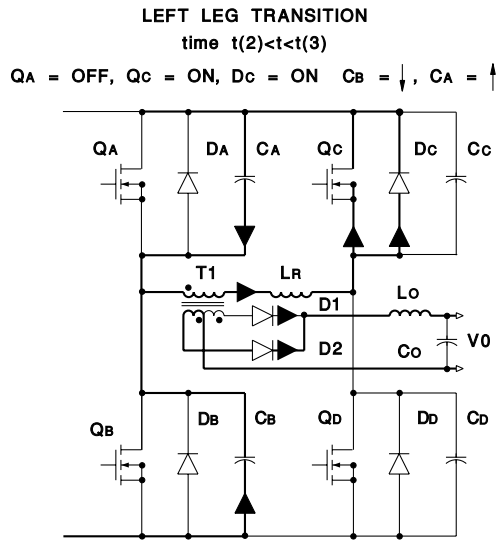 LEFT LEG TRANSITION
time t(2)<t<t(3)
QA = OFF, QC = ON, DC = ON CB = ↓, CA = ↑
QA DA CA QC DC CC
T1 LR
D1 LO
D2 CO VO
QB DB CB QD DD CD